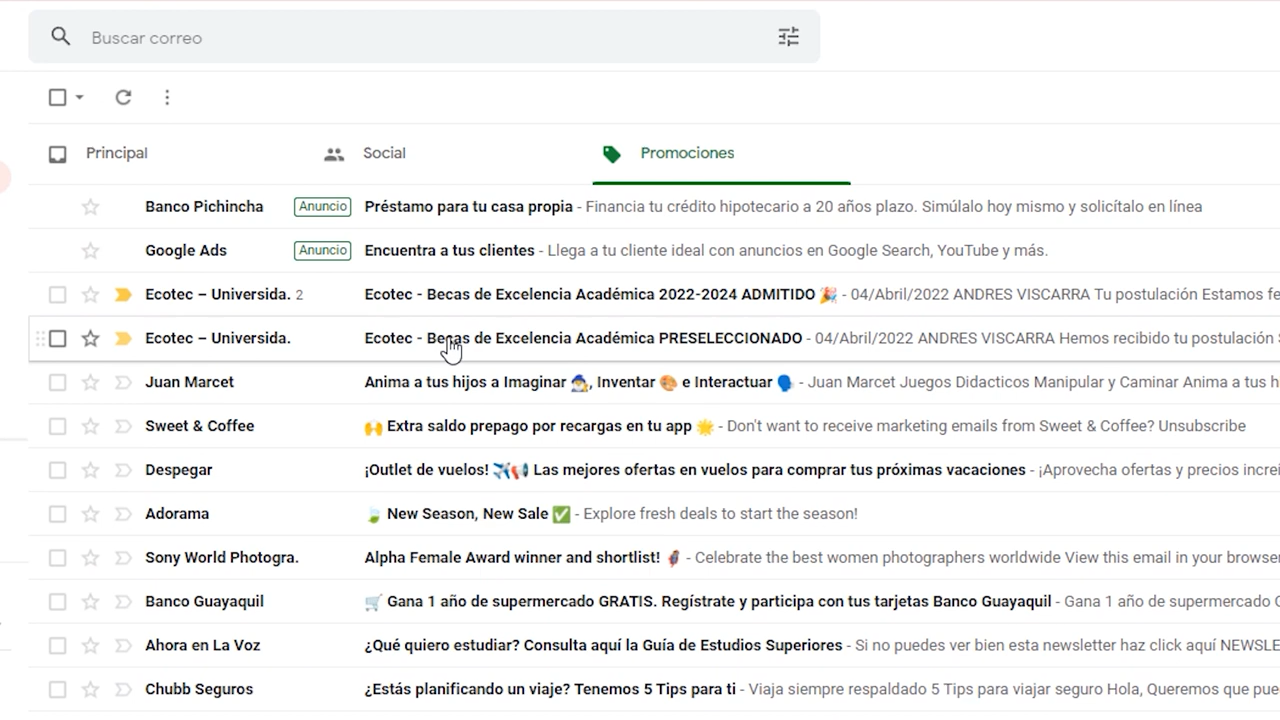 Buscar correo
Principal Social Promociones
Banco Pichincha Anuncio Préstamo para tu casa propia - Financia tu crédito hipotecario a 20 años plazo. Simúlalo hoy mismo y solicítalo en línea
Google Ads Anuncio Encuentra a tus clientes - Llega a tu cliente ideal con anuncios en Google Search, YouTube y más.
Ecotec – Universida. 2 Ecotec - Becas de Excelencia Académica 2022-2024 ADMITIDO 🎉 - 04/Abril/2022 ANDRES VISCARRA Tu postulación Estamos fe
Ecotec – Universida. Ecotec - Becas de Excelencia Académica PRESELECCIONADO - 04/Abril/2022 ANDRES VISCARRA Hemos recibido tu postulación
Juan Marcet Anima a tus hijos a Imaginar 🧙‍♂️, Inventar 🎨 e Interactuar 🗣️ - Juan Marcet Juegos Didacticos Manipular y Caminar Anima a tus h
Sweet & Coffee 🙌 Extra saldo prepago por recargas en tu app 🌟 - Don't want to receive marketing emails from Sweet & Coffee? Unsubscribe
Despegar ¡Outlet de vuelos! ✈️📢 Las mejores ofertas en vuelos para comprar tus próximas vacaciones - ¡Aprovecha ofertas y precios increi
Adorama 🍃 New Season, New Sale ✅ - Explore fresh deals to start the season!
Sony World Photogra. Alpha Female Award winner and shortlist! 🦸‍♀️ - Celebrate the best women photographers worldwide View this email in your browser
Banco Guayaquil 🛒 Gana 1 año de supermercado GRATIS. Regístrate y participa con tus tarjetas Banco Guayaquil - Gana 1 año de supermercado
Ahora en La Voz ¿Qué quiero estudiar? Consulta aquí la Guía de Estudios Superiores - Si no puedes ver bien esta newsletter haz click aquí NEWSLE
Chubb Seguros ¿Estás planificando un viaje? Tenemos 5 Tips para ti - Viaja siempre respaldado 5 Tips para viajar seguro Hola, Queremos que pue